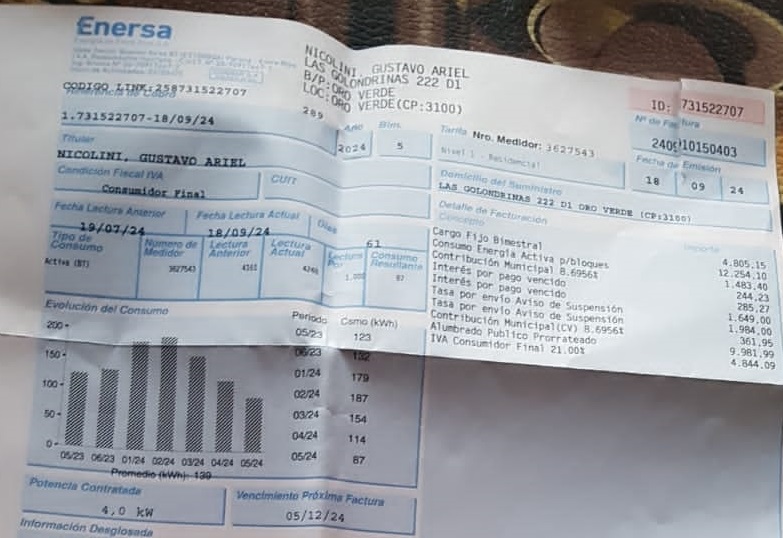 Enersa
NICOLINI, GUSTAVO ARIEL
LAS GOLONDRINAS 222 D1
B/P:ORO VERDE
LOC:ORO VERDE(CP:3100)
289
CODIGO LINK:258731522707
1.731522707-18/09/24
Titular
NICOLINI, GUSTAVO ARIEL
Condición Fiscal IVA
CUIT
Consumidor Final
Fecha Lectura Anterior
Fecha Lectura Actual
Días
19/07/24
18/09/24
61
Tipo de Consumo
Número de Medidor
Lectura Anterior
Lectura Actual
Lectura Por
Consumo Resultante
Activa (BT)
3627543
1,000
87
Año
Bim.
2024
5
Tarifa
Nro. Medidor: 3627543
Nivel 1 - Residencial
ID: 731522707
Nº de Factura
Fecha de Emisión
18 09 24
Domicilio del Suministro
LAS GOLONDRINAS 222 D1 ORO VERDE (CP:3100)
Detalle de Facturación
Concepto
Importe
Cargo Fijo Bimestral 4.805,15
Consumo Energía Activa p/bloques 12.254,10
Contribución Municipal 8.6956% 1.483,40
Interés por pago vencido 244,23
Interés por pago vencido 285,27
Tasa por envío Aviso de Suspensión 1.649,00
Tasa por envío Aviso de Suspensión 1.984,00
Contribución Municipal(CV) 8.6956% 361,95
Alumbrado Público Prorrateado 9.981,99
IVA Consumidor Final 21.00% 4.844,09
Evolución del Consumo
200
150
100
50
0
05/23 06/23 01/24 02/24 03/24 04/24 05/24
Promedio (kWh): 139
Periodo Csmo (kWh)
05/23 123
06/23 132
01/24 179
02/24 187
03/24 154
04/24 114
05/24 87
Potencia Contratada
4,0 kW
Vencimiento Próxima Factura
05/12/24
Información Desglosada